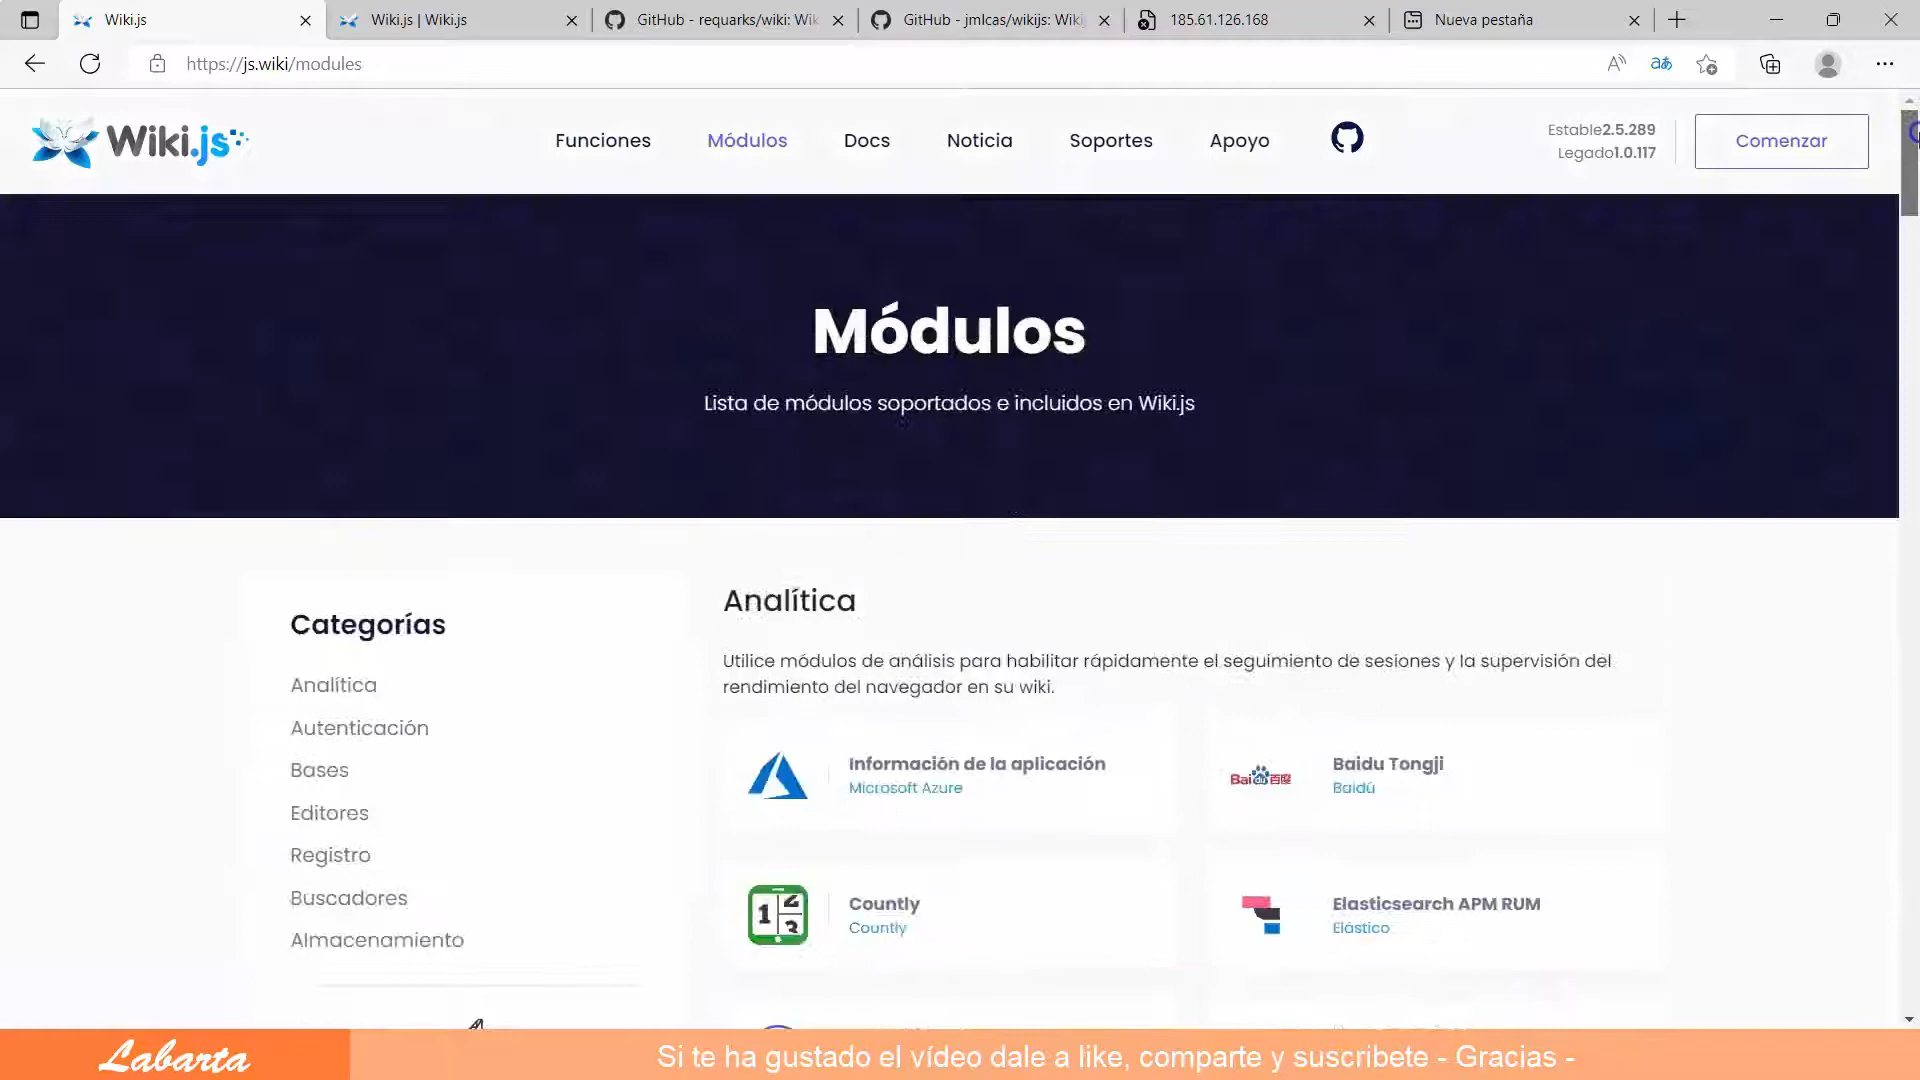 Wiki.js
Wiki.js | Wiki.js
GitHub - requarks/wiki: Wik
GitHub - jmlcas/wikijs: Wiki
185.61.126.168
Nueva pestaña
https://js.wiki/modules
Wiki.js
Funciones
Módulos
Docs
Noticia
Soportes
Apoyo
Estable2.5.289
Legado1.0.117
Comenzar
Módulos
Lista de módulos soportados e incluidos en Wiki.js
Categorías
Analítica
Autenticación
Bases
Editores
Registro
Buscadores
Almacenamiento
Analítica
Utilice módulos de análisis para habilitar rápidamente el seguimiento de sesiones y la supervisión del
rendimiento del navegador en su wiki.
Información de la aplicación
Microsoft Azure
Bai du 百度
Baidu Tongji
Baidú
Countly
Countly
Elasticsearch APM RUM
Elástico
Labarta
Si te ha gustado el vídeo dale a like, comparte y suscribete - Gracias -